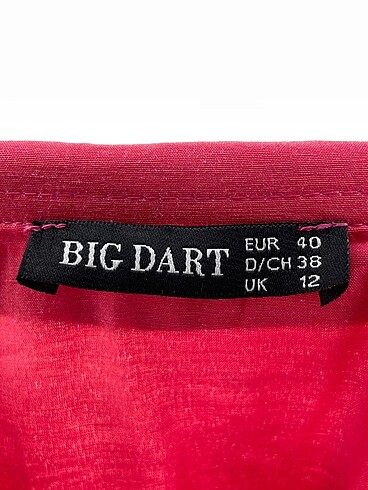 BIG DART
EUR 40
D/CH 38
UK 12